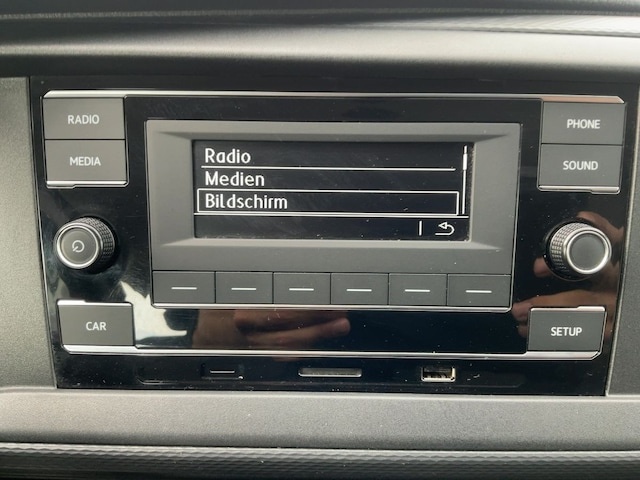 RADIO
MEDIA
Radio
Medien
Bildschirm
PHONE
SOUND
CAR
SETUP